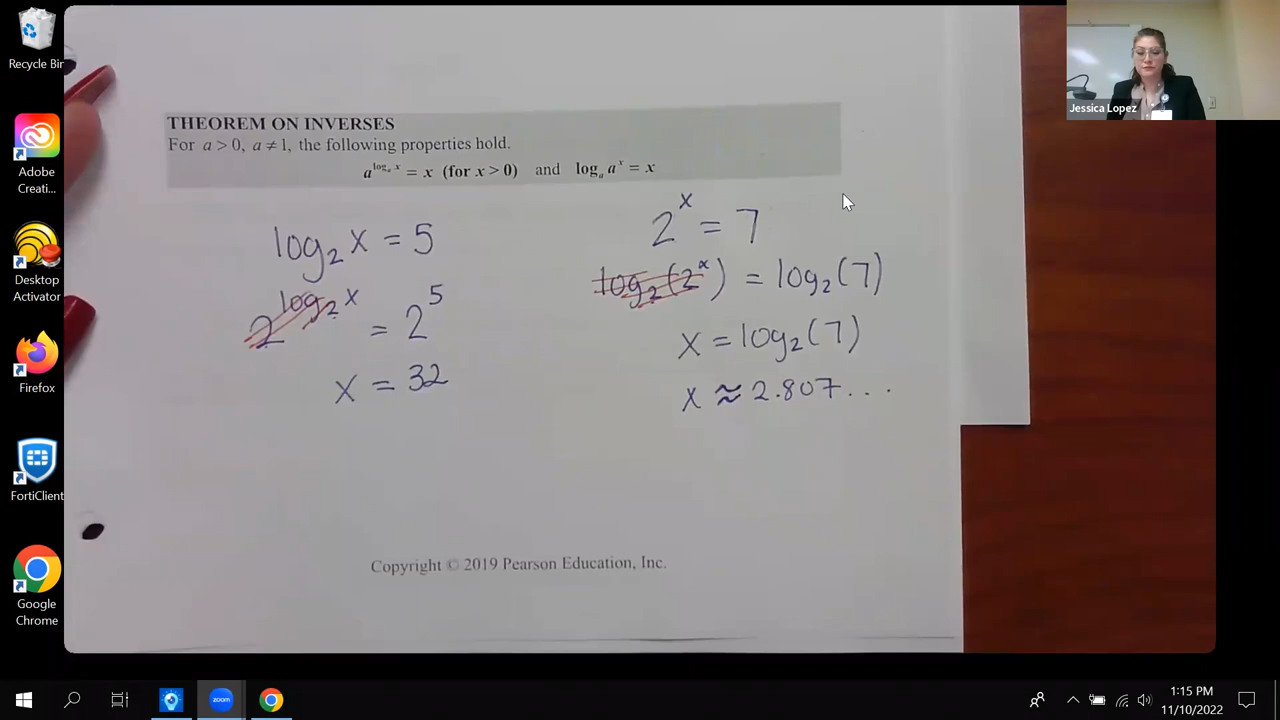 Recycle Bin
Adobe
Creati...
Desktop
Activator
Firefox
FortiClient
Google
Chrome
THEOREM ON INVERSES
For a > 0, a ≠ 1, the following properties hold.
a^(log_a x) = x (for x > 0) and log_a a^x = x
log₂ x = 5
2^(log₂ x) = 2⁵
x = 32
2^x = 7
log₂(2^x) = log₂(7)
x = log₂(7)
x ≈ 2.807...
Copyright © 2019 Pearson Education, Inc.
Jessica Lopez
zoom
1:15 PM
11/10/2022